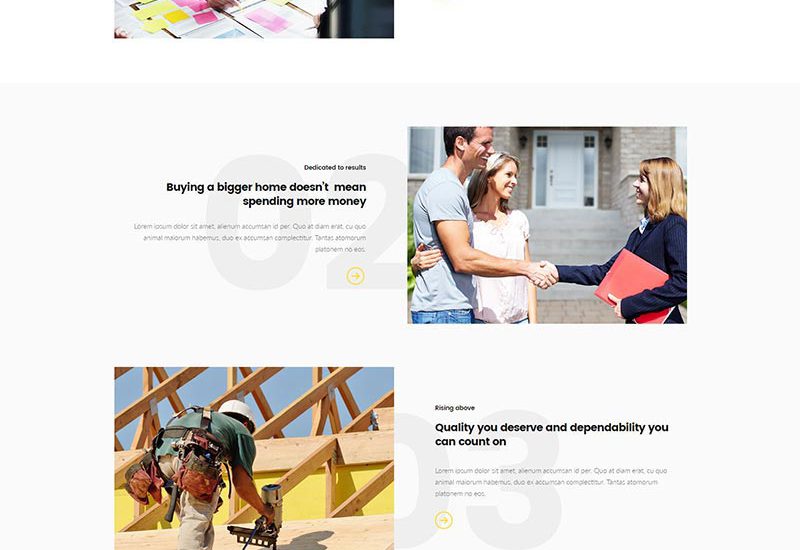 02
Dedicated to results
Buying a bigger home doesn't mean
spending more money
Lorem ipsum dolor sit amet, alienum accumsan id per. Quo at diam erat, cu quo
animal maiorum habemus, duo ex accumsan complectitur. Tantas atomorum
platonem no eos.
03
Rising above
Quality you deserve and dependability you
can count on
Lorem ipsum dolor sit amet, alienum accumsan id per. Quo at diam erat, cu quo
animal maiorum habemus, duo ex accumsan complectitur. Tantas atomorum
platonem no eos.